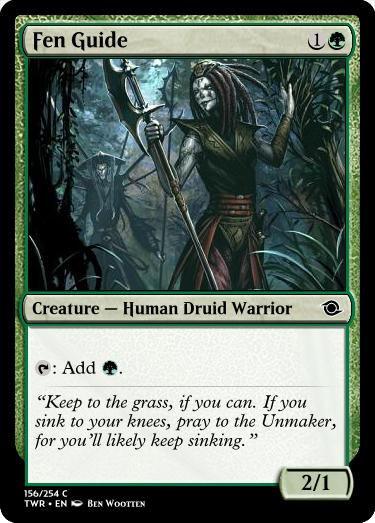 Fen Guide 1
Creature — Human Druid Warrior
: Add .
“Keep to the grass, if you can. If you
sink to your knees, pray to the Unmaker,
for you’ll likely keep sinking.”
2/1
156/254 C
TWR • EN Ben Wootten